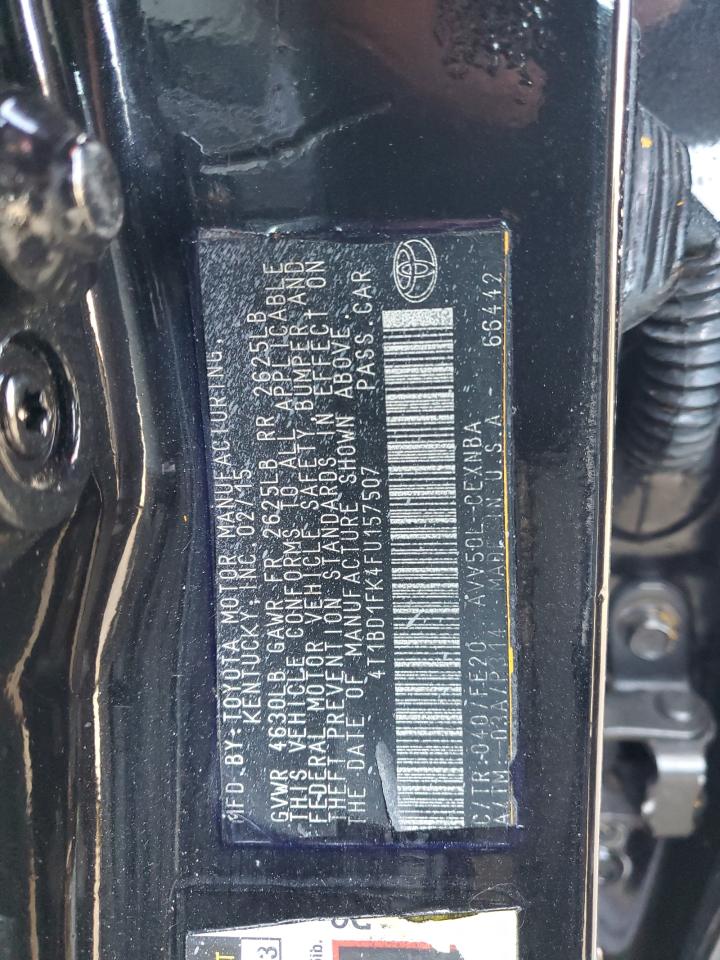 MFD BY:TOYOTA MOTOR MANUFACTURING,
KENTUCKY,INC 02/15
GVWR 4630LB GAWR FR 2625LB RR 2625LB
THIS VEHICLE CONFORMS TO ALL APPLICABLE
FEDERAL MOTOR VEHICLE SAFETY BUMPER,AND
THEFT PREVENTION STANDARDS IN EFFECT ON
THE DATE OF MANUFACTURE SHOWN ABOVE.
4T1BD1FK4FU157507 PASS.CAR
C/TR:040/FE20 AVV50L-CEXNBA
A/TM:-03A/P314 MADE IN U.S.A 66442
3